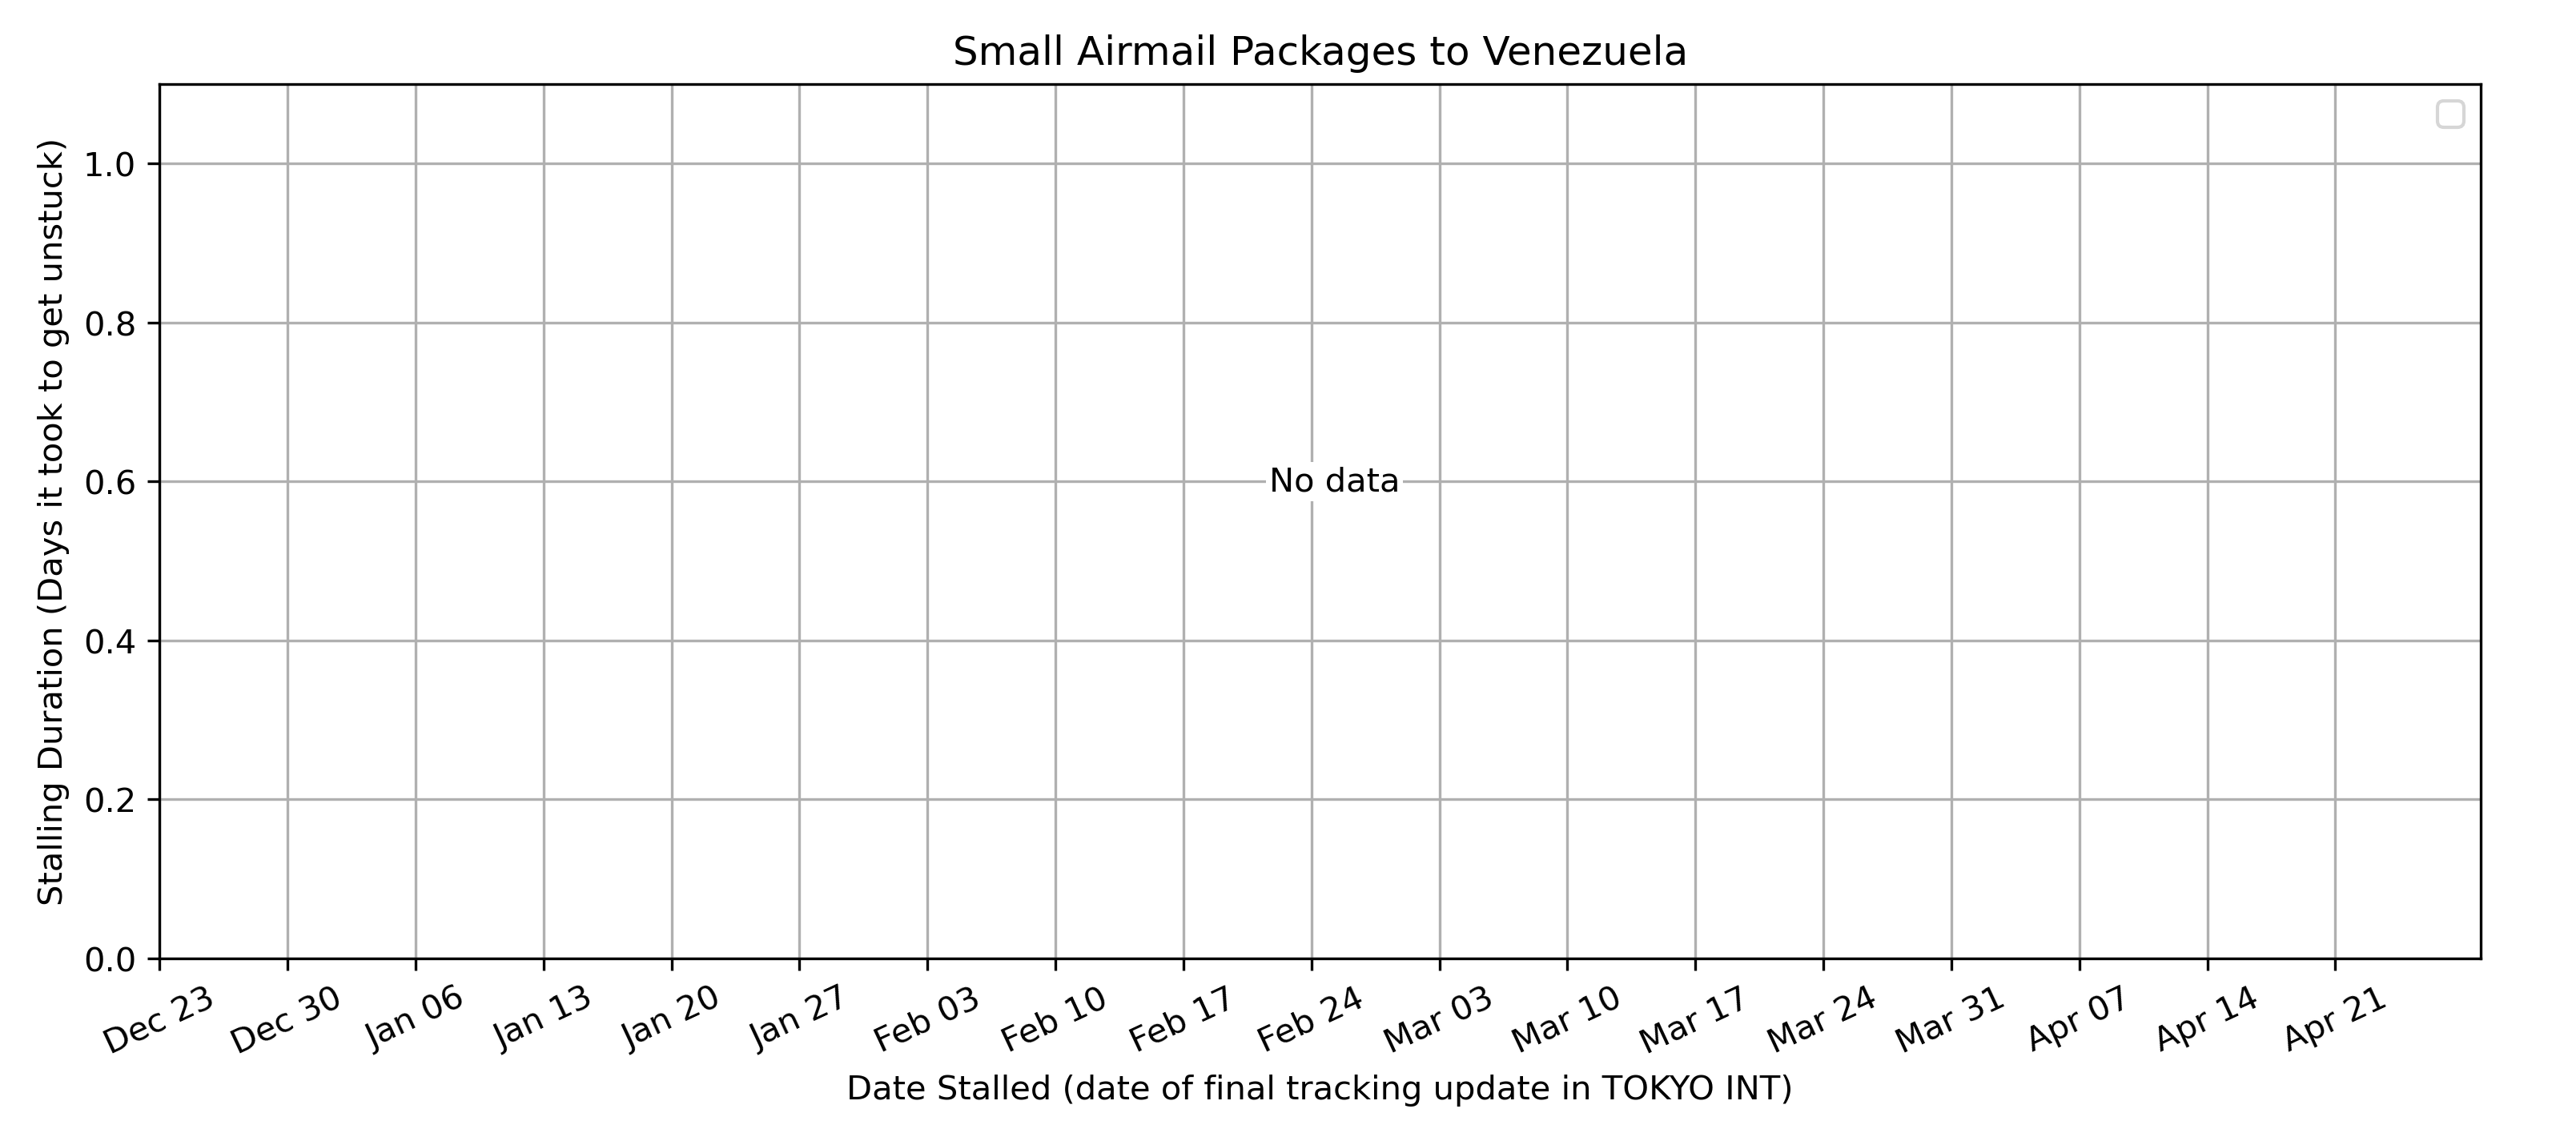 Small Airmail Packages to Venezuela
Stalling Duration (Days it took to get unstuck)
1.0
0.8
0.6
0.4
0.2
0.0
No data
Dec 23 Dec 30 Jan 06 Jan 13 Jan 20 Jan 27 Feb 03 Feb 10 Feb 17 Feb 24 Mar 03 Mar 10 Mar 17 Mar 24 Mar 31 Apr 07 Apr 14 Apr 21
Date Stalled (date of final tracking update in TOKYO INT)